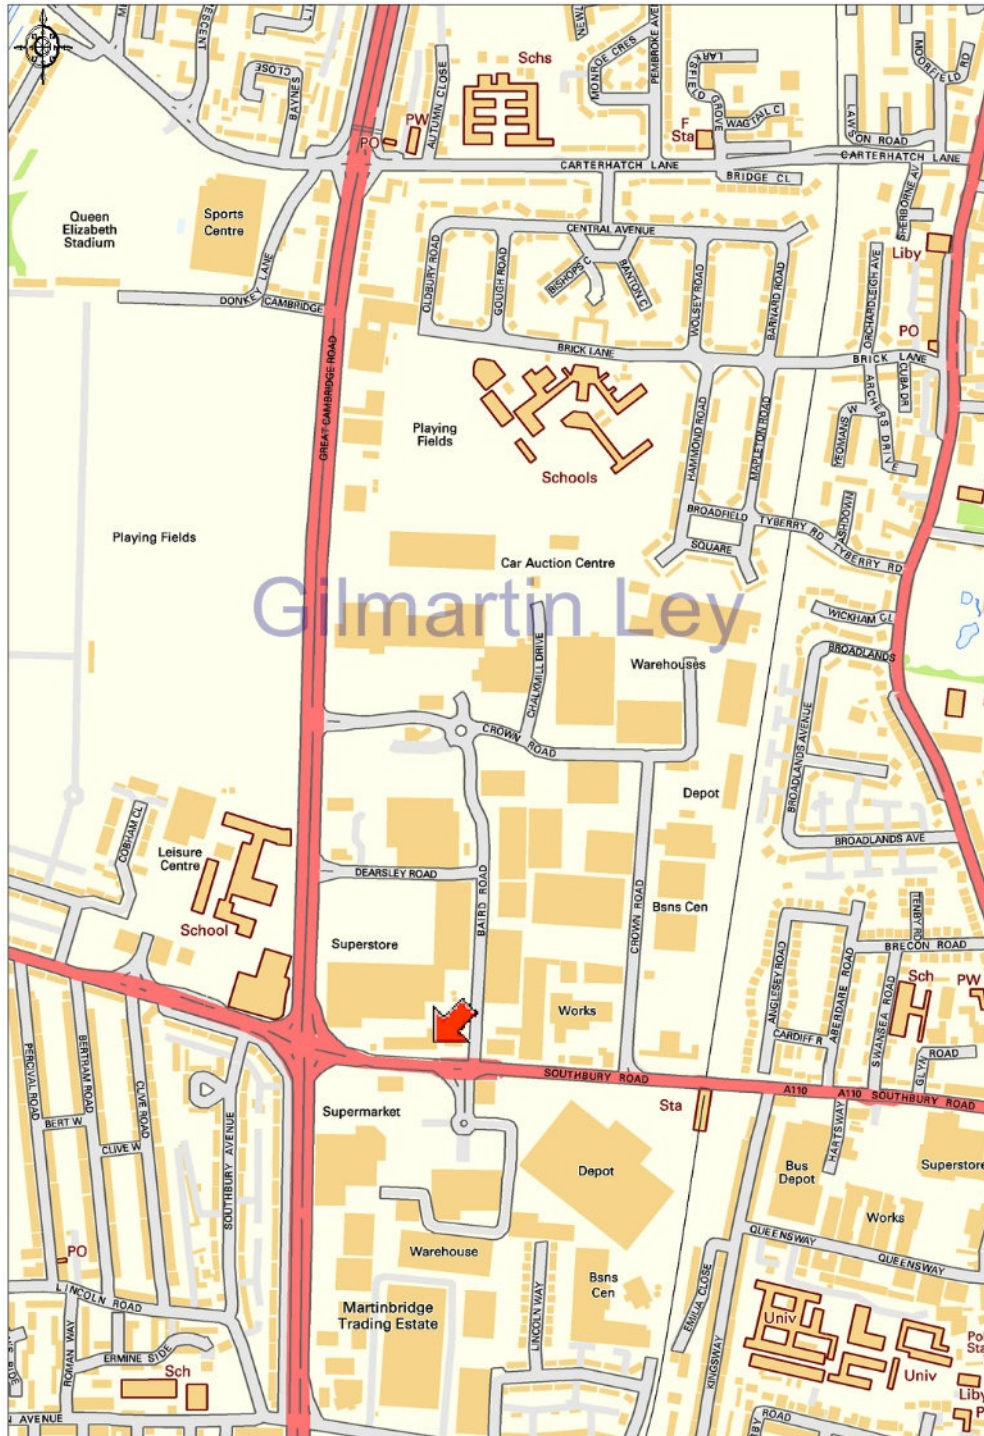 BAYNES
CLOSE
AUTUMN CLOSE
PW
PO
Schs
MONROE CRES
PEMBROKE AVE
F
Sta
GROVE
WAGTAIL C
MOORFIELD RD
ON ROAD
CARTERHATCH LANE
CARTERHATCH LANE
BRIDGE CL
SHERBORNE AV
Queen
Elizabeth
Stadium
Sports
Centre
DONKEY LANE
CAMBRIDGE
OLDBURY ROAD
GOUGH ROAD
CENTRAL AVENUE
BISHOPS C
BANTON C
WOLSEY ROAD
BARNARD ROAD
ORCHARDLEIGH AVE
Liby
PO
BRICK LANE
BRICK LANE
CUBA DR
ARCHERS DRIVE
YEOMANS W
GREAT CAMBRIDGE ROAD
Playing
Fields
Schools
HAMMOND ROAD
MAPLETON ROAD
BROADFIELD
SQUARE
TYBERRY RD
TYBERRY RD
ASHDOWN
Playing Fields
Car Auction Centre
Gilmartin Ley
WICKHAM CL
BROADLANDS
BROADLANDS AVENUE
BROADLANDS AVE
CHALKMILL DRIVE
Warehouses
CROWN ROAD
Depot
COBHAM CL
Leisure
Centre
School
DEARSLEY ROAD
BAIRD ROAD
CROWN ROAD
Bsns Cen
Superstore
Works
TENBY RD
BRECON ROAD
ANGLESEY ROAD
ABERDARE ROAD
CARDIFF R
SWANSEA ROAD
Sch
PW
GLYN ROAD
SOUTHBURY ROAD
A110
A110 SOUTHBURY ROAD
Sta
PERCIVAL ROAD
BERTRAM ROAD
CLIVE ROAD
BERT W
CLIVE W
SOUTHBURY AVENUE
Supermarket
Depot
Bus
Depot
HARTSWAY
Superstore
Works
QUEENSWAY
QUEENSWAY
Warehouse
PO
LINCOLN ROAD
ROMAN WAY
ERMINE SIDE
Sch
N AVENUE
Martinbridge
Trading Estate
LINCOLN WAY
Bsns
Cen
EMILIA CLOSE
KINGSWAY
Univ
Univ
Liby
BY ROAD